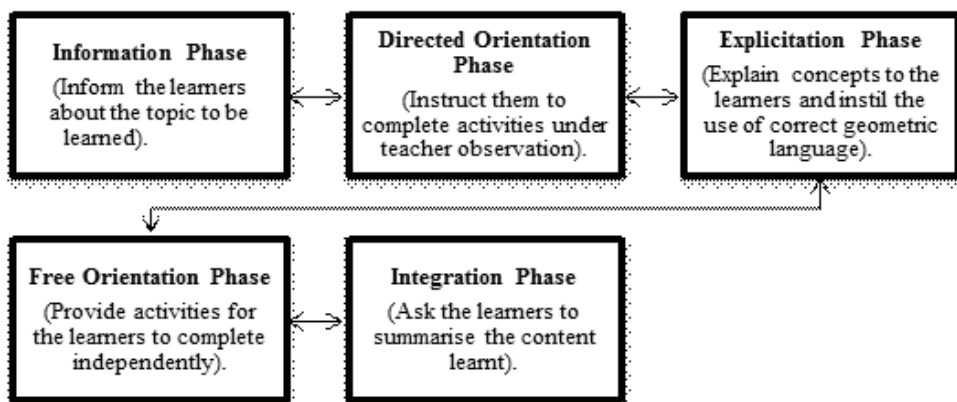 Information Phase
(Inform the learners
about the topic to be
learned).
Directed Orientation
Phase
(Instruct them to
complete activities under
teacher observation).
Explicitation Phase
(Explain concepts to the
learners and instil the
use of correct geometric
language).
Free Orientation Phase
(Provide activities for
the learners to complete
independently).
Integration Phase
(Ask the learners to
summarise the content
learnt).